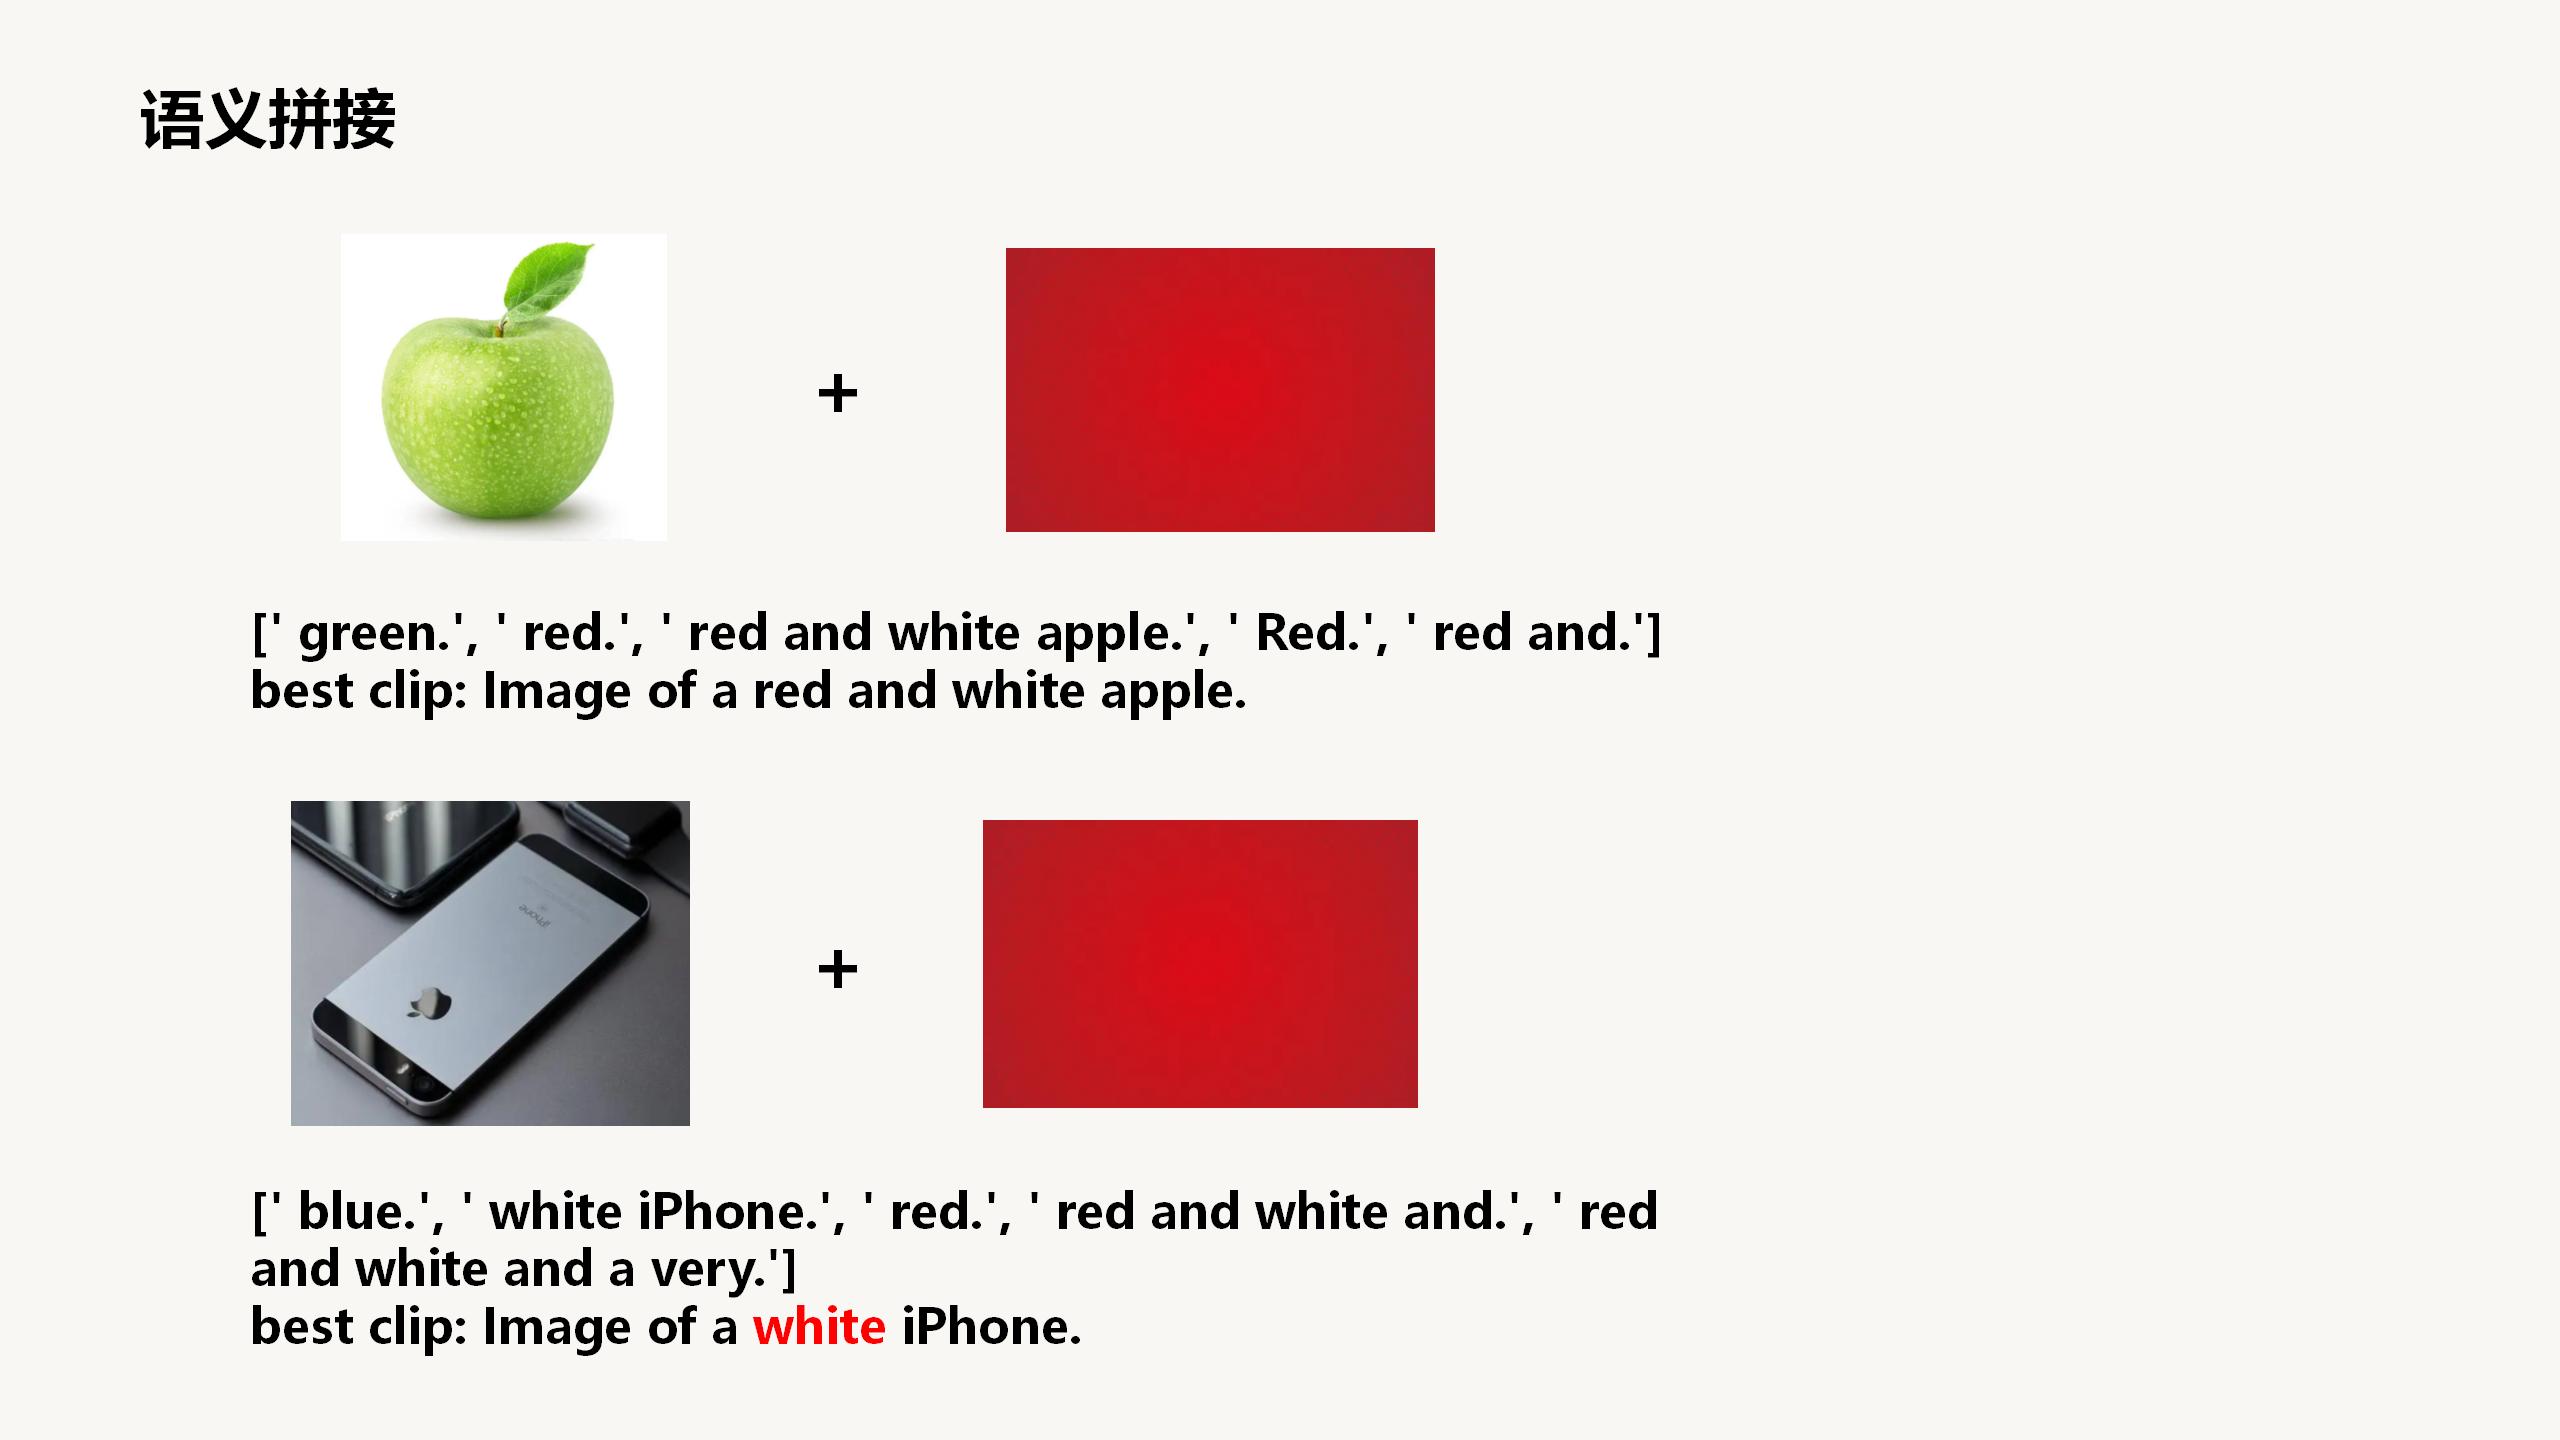 语义拼接
+
[' green.', ' red.', ' red and white apple.', ' Red.', ' red and.']
best clip: Image of a red and white apple.
iPhone
+
[' blue.', ' white iPhone.', ' red.', ' red and white and.', ' red
and white and a very.']
best clip: Image of a white iPhone.